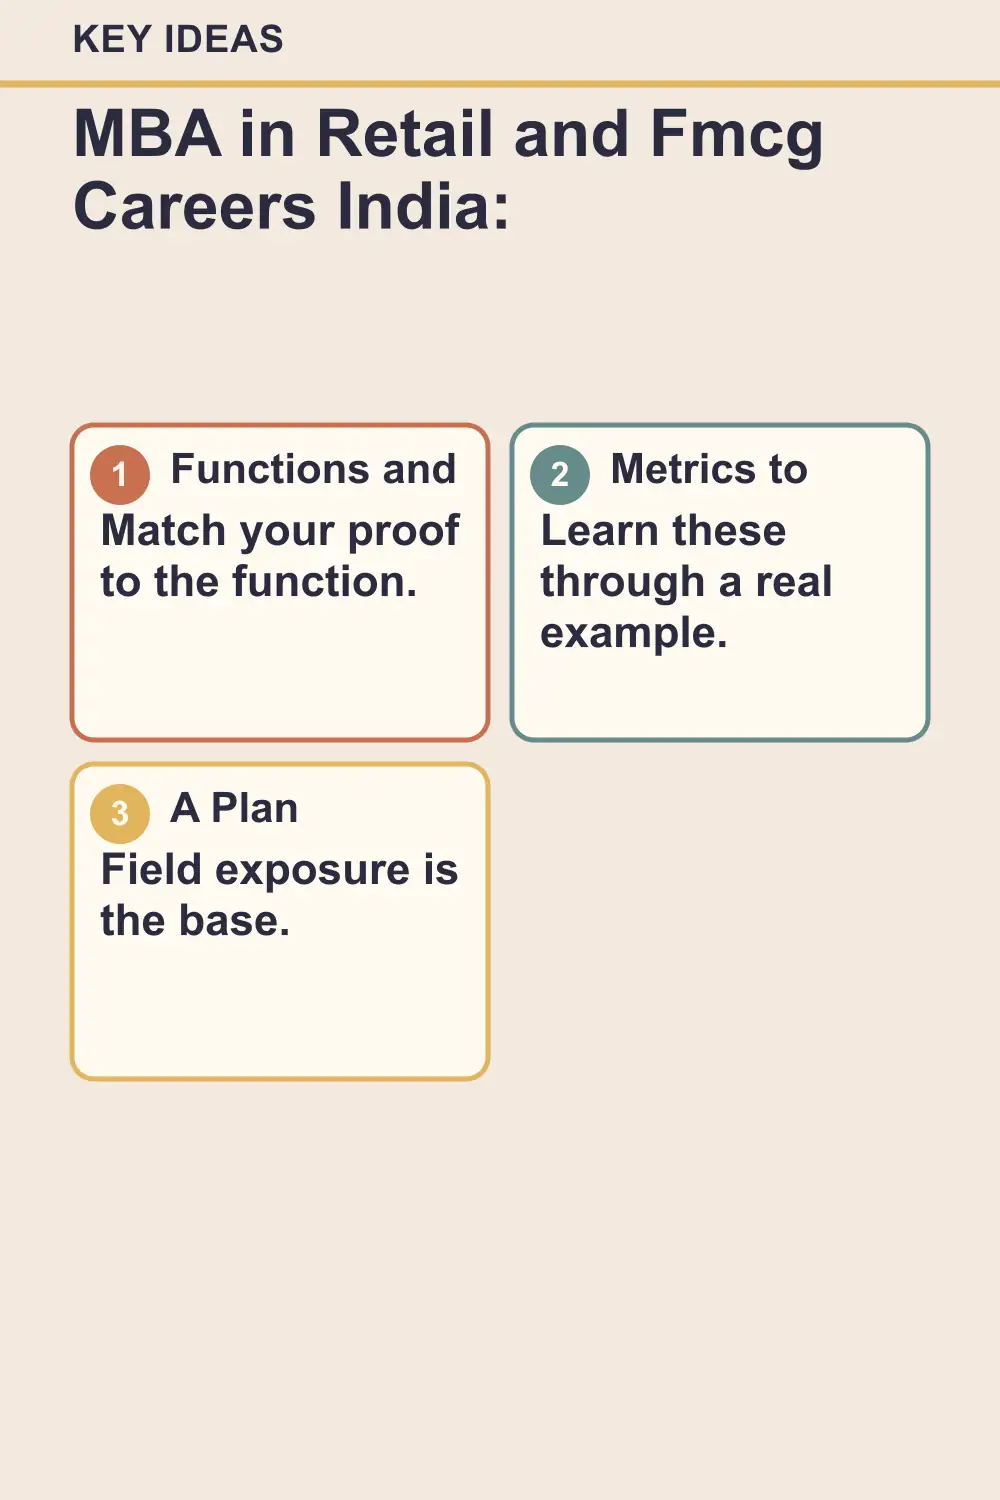 KEY IDEAS
MBA in Retail and Fmcg
Careers India:
1 Functions and
Match your proof
to the function.
2 Metrics to
Learn these
through a real
example.
3 A Plan
Field exposure is
the base.